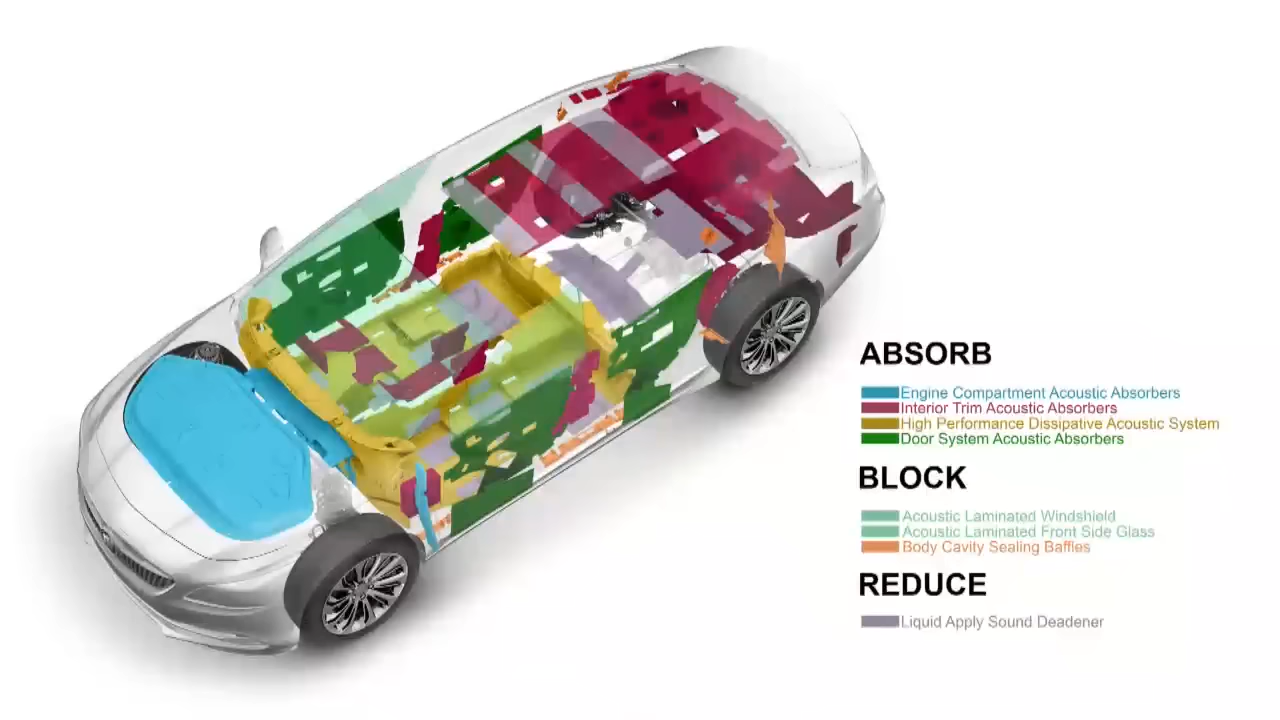 ABSORB
Engine Compartment Acoustic Absorbers
Interior Trim Acoustic Absorbers
High Performance Dissipative Acoustic System
Door System Acoustic Absorbers
BLOCK
Acoustic Laminated Windshield
Acoustic Laminated Front Side Glass
Body Cavity Sealing Baffles
REDUCE
Liquid Apply Sound Deadener